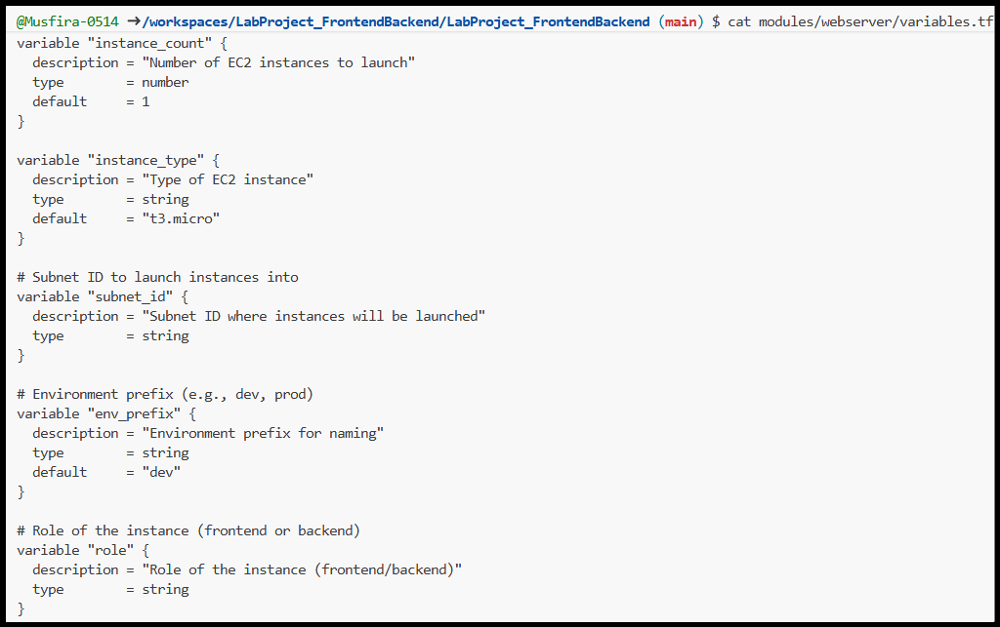 @Musfira-0514 →/workspaces/LabProject_FrontendBackend/LabProject_FrontendBackend (main) $ cat modules/webserver/variables.tf
variable "instance_count" {
  description = "Number of EC2 instances to launch"
  type        = number
  default     = 1
}

variable "instance_type" {
  description = "Type of EC2 instance"
  type        = string
  default     = "t3.micro"
}

# Subnet ID to launch instances into
variable "subnet_id" {
  description = "Subnet ID where instances will be launched"
  type        = string
}

# Environment prefix (e.g., dev, prod)
variable "env_prefix" {
  description = "Environment prefix for naming"
  type        = string
  default     = "dev"
}

# Role of the instance (frontend or backend)
variable "role" {
  description = "Role of the instance (frontend/backend)"
  type        = string
}